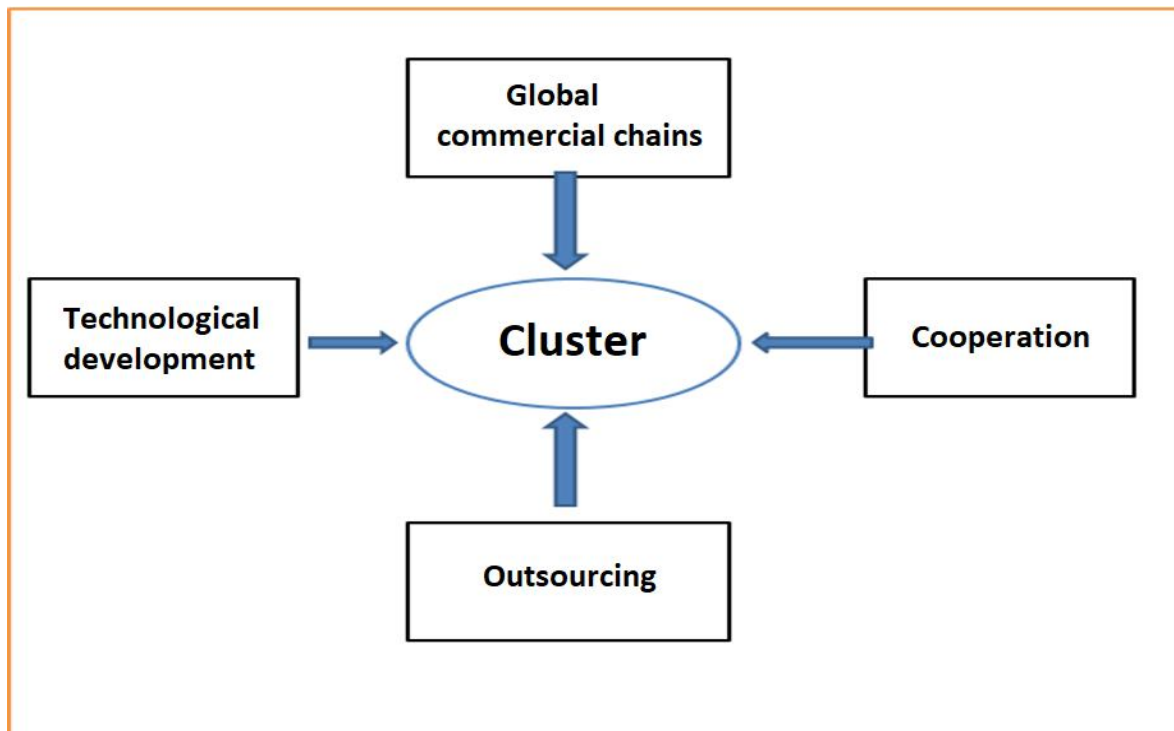 Global
commercial chains
Technological
development
Cluster
Cooperation
Outsourcing